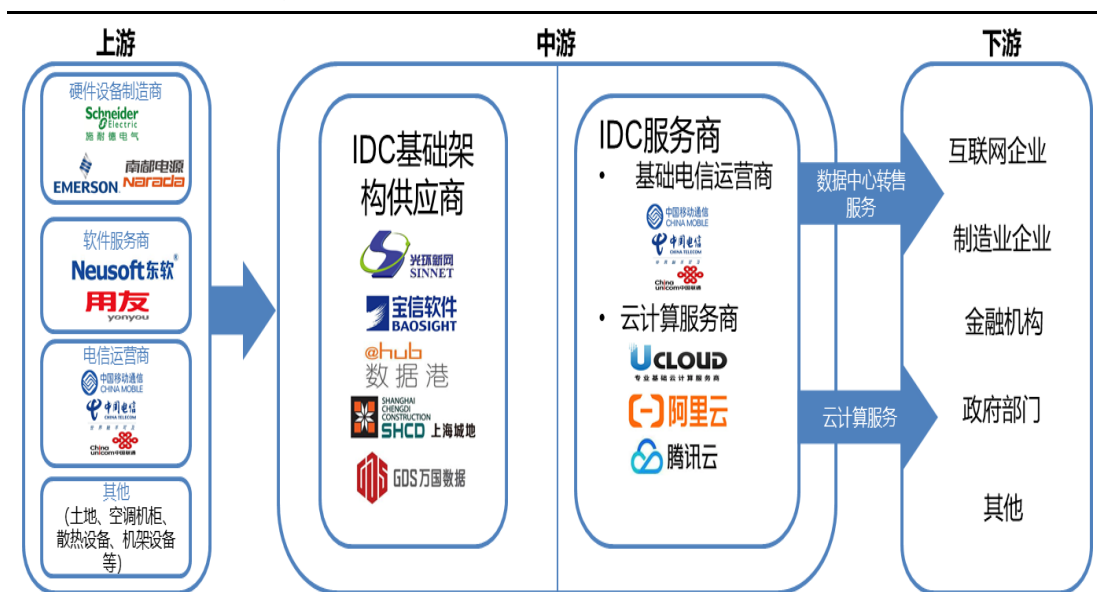 上游
硬件设备制造商
Schneider
Electric
施耐德电气
EMERSON.
南都电源
Narada
软件服务商
Neusoft东软®
用友
yonyou
电信运营商
中国移动通信
CHINA MOBILE
中国电信
CHINA TELECOM
世界触手可及
China
unicom中国联通
其他
(土地、空调机柜、
散热设备、机架设备
等)
中游
IDC基础架
构供应商
光环新网
SINNET
宝信软件
BAOSIGHT
@hub
数据港
SHANGHAI
CHENGDI
CONSTRUCTION
SHCD 上海城地
GDS万国数据
IDC服务商
• 基础电信运营商
中国移动通信
CHINA MOBILE
中国电信
CHINA TELECOM
China
unicom中国联通
• 云计算服务商
UCLOUD
专业基础云计算服务商
阿里云
腾讯云
数据中心转售
服务
云计算服务
下游
互联网企业
制造业企业
金融机构
政府部门
其他